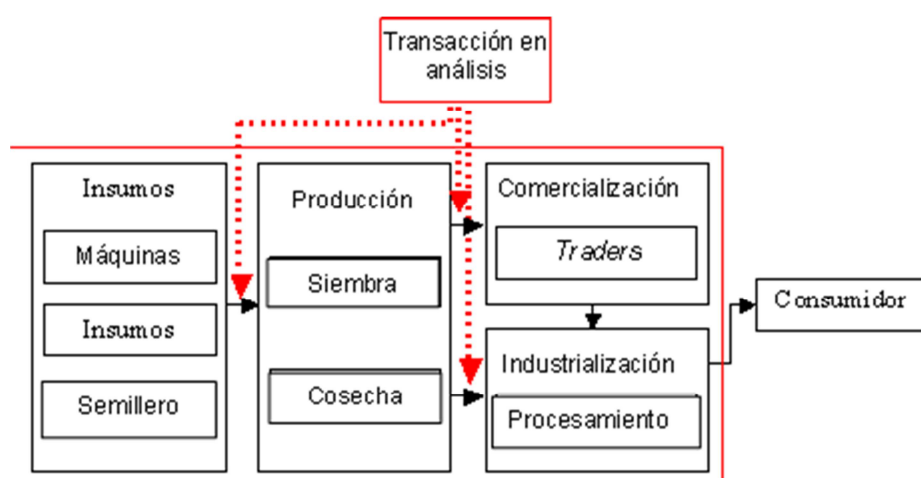 Transacción en
análisis
Insumos
Máquinas
Insumos
Semillero
Producción
Siembra
Cosecha
Comercialización
Traders
Industrialización
Procesamiento
Consumidor